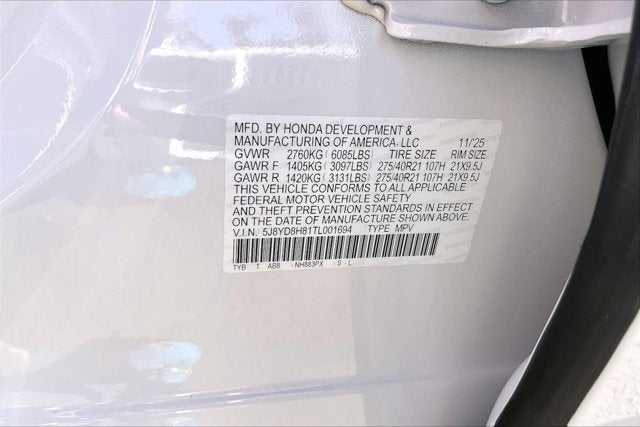 MFD. BY HONDA DEVELOPMENT &
MANUFACTURING OF AMERICA, LLC 11/'25
GVWR 2760KG (6085LBS) TIRE SIZE RIM SIZE
GAWR F 1405KG (3097LBS) 275/40R21 107H 21X9.5J
GAWR R 1420KG (3131LBS) 275/40R21 107H 21X9.5J
THIS VEHICLE CONFORMS TO ALL APPLICABLE
FEDERAL MOTOR VEHICLE SAFETY
AND THEFT PREVENTION STANDARDS IN EFFECT
ON THE DATE OF MANUFACTURE SHOWN ABOVE.
V.I.N: 5J8YD8H81TL001694 TYPE: MPV
TYB T AB8 - NH883PX - S - L